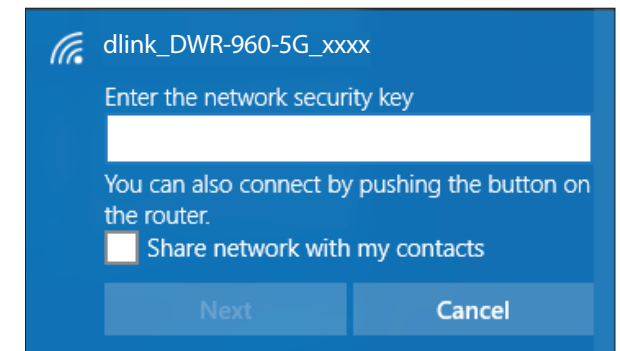 dlink_DWR-960-5G_xxxx
Enter the network security key
You can also connect by pushing the button on
the router.
Share network with my contacts
Next Cancel